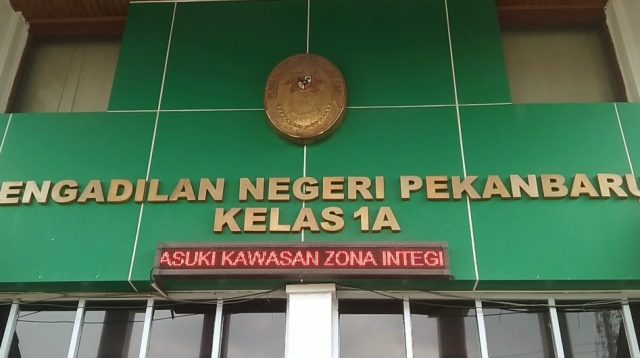 ENGADILAN NEGERI PEKANBARU
KELAS 1A
ASUKI KAWASAN ZONA INTEGI